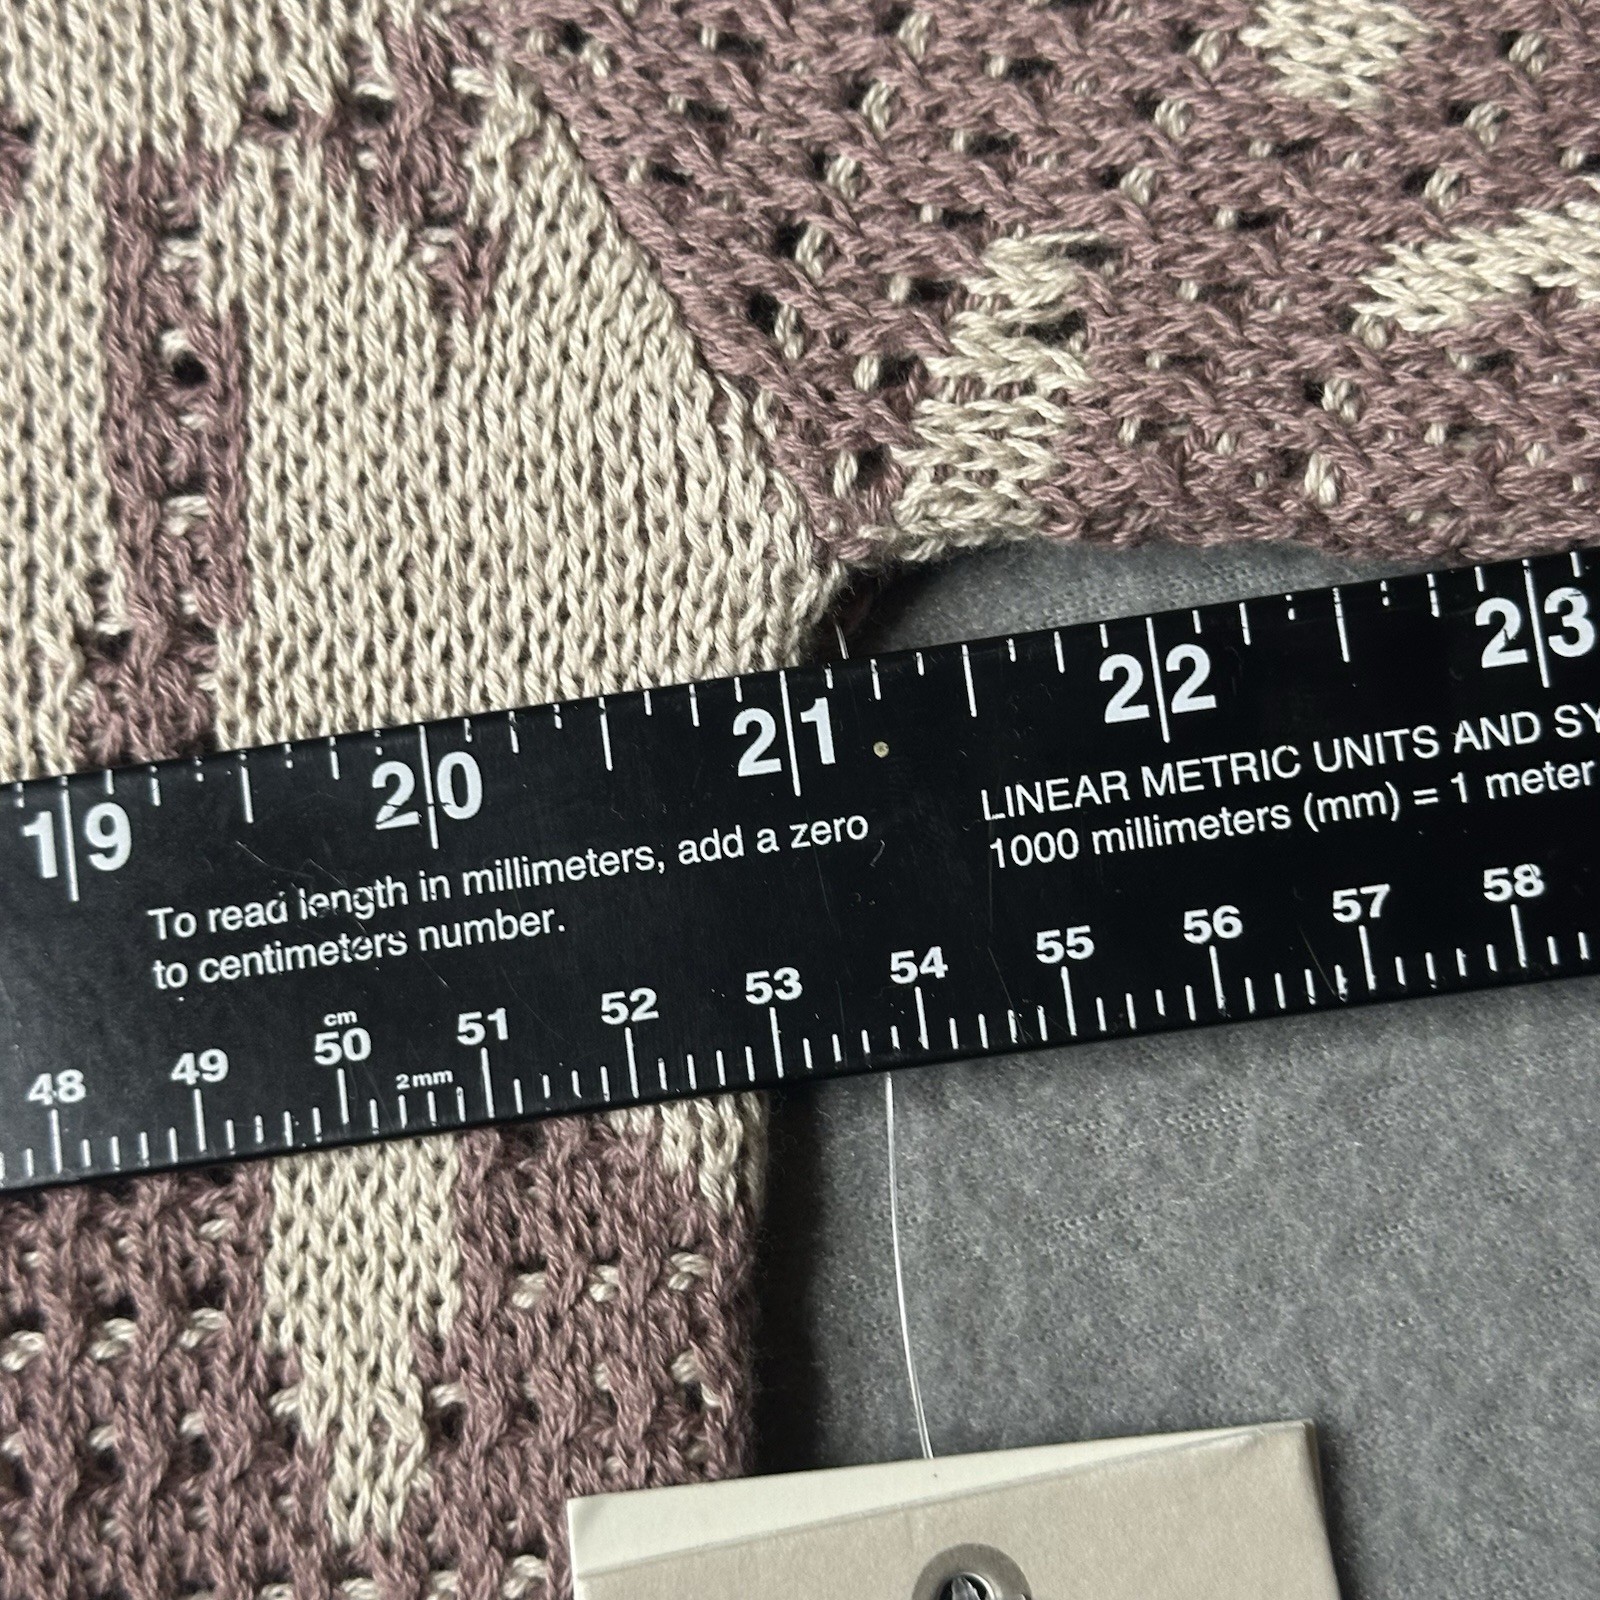 19 20 21 22 23
To read length in millimeters, add a zero
to centimeters number.
LINEAR METRIC UNITS AND SY
1000 millimeters (mm) = 1 meter
cm
48 49 50 51 52 53 54 55 56 57 58
2mm